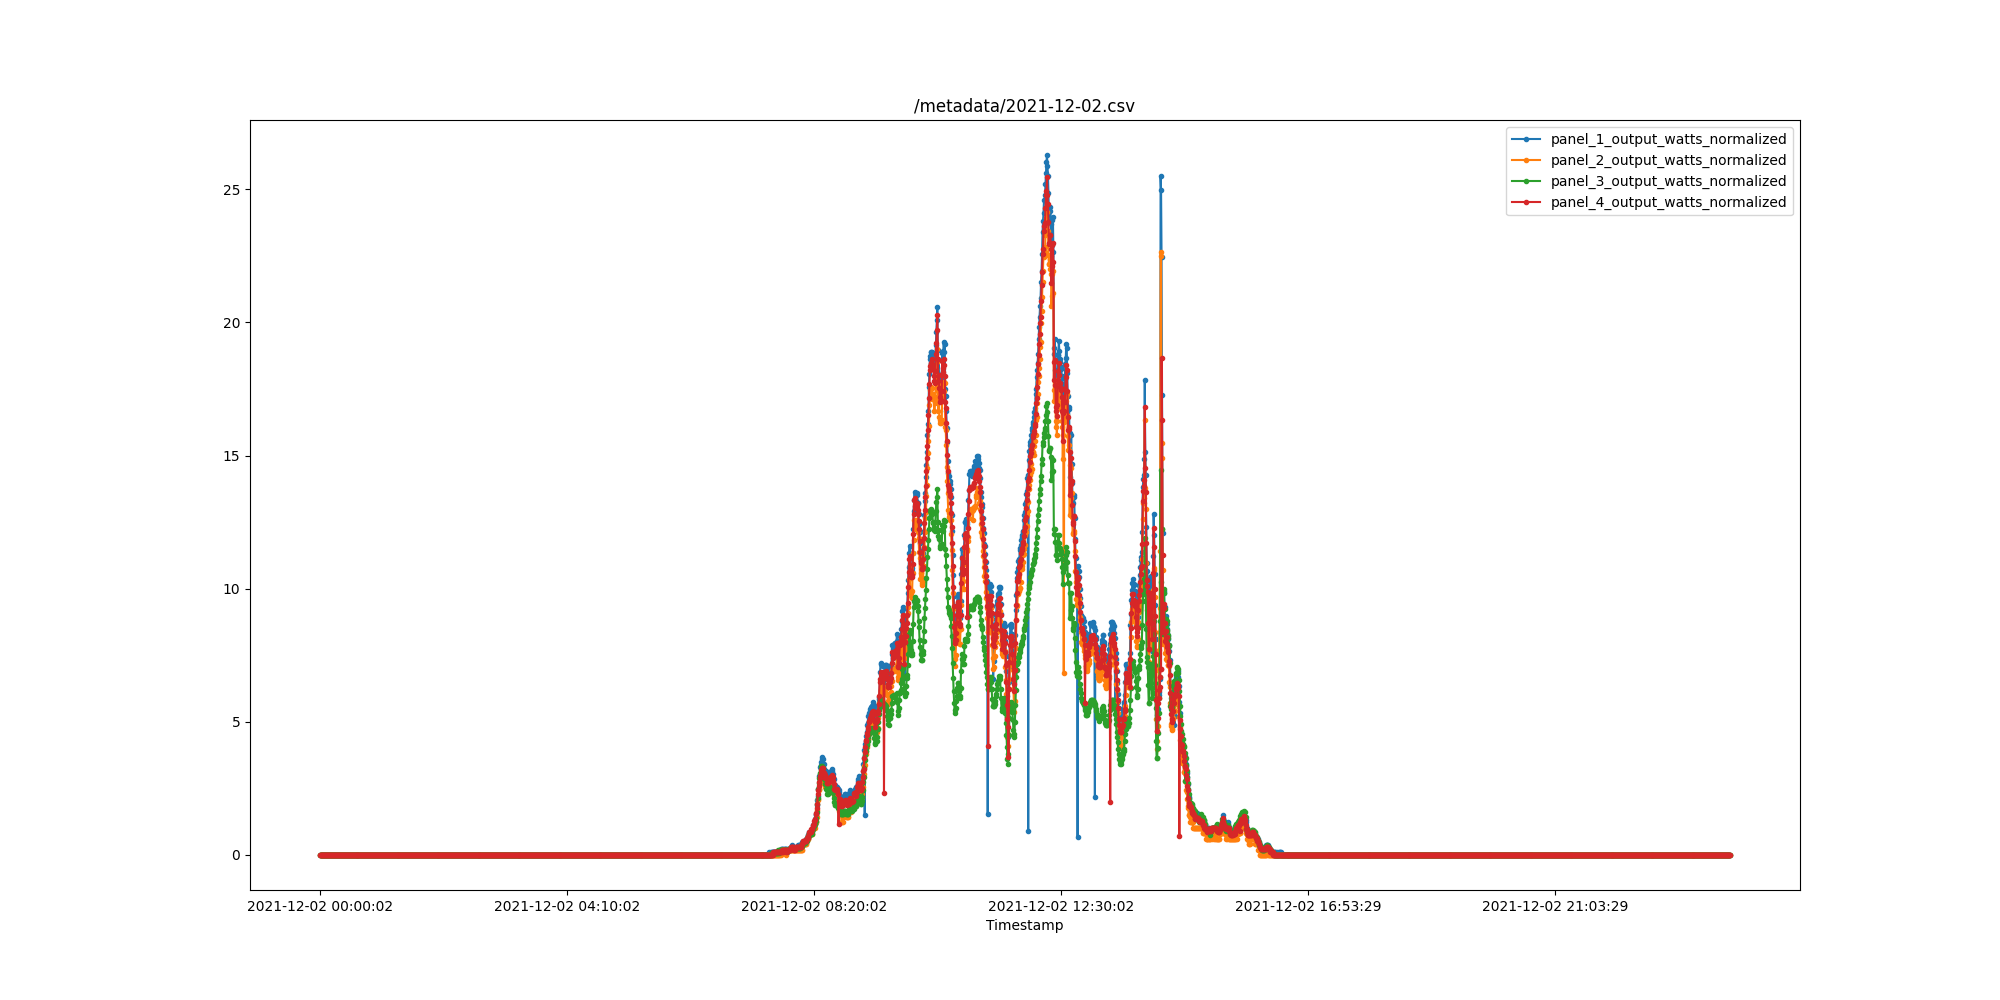 /metadata/2021-12-02.csv
panel_1_output_watts_normalized
panel_2_output_watts_normalized
panel_3_output_watts_normalized
panel_4_output_watts_normalized
25
20
15
10
5
0
2021-12-02 00:00:02 2021-12-02 04:10:02 2021-12-02 08:20:02 2021-12-02 12:30:02 2021-12-02 16:53:29 2021-12-02 21:03:29
Timestamp